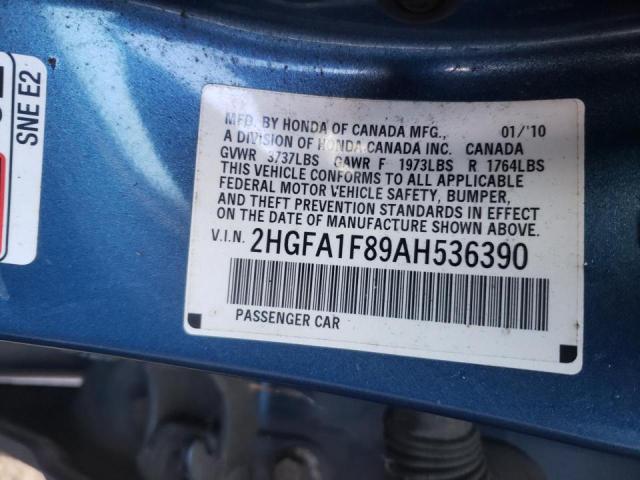 SNE E2
MFD. BY HONDA OF CANADA MFG., 01/'10
A DIVISION OF HONDA CANADA INC. CANADA
GVWR 3737LBS GAWR F 1973LBS R 1764LBS
THIS VEHICLE CONFORMS TO ALL APPLICABLE
FEDERAL MOTOR VEHICLE SAFETY, BUMPER,
AND THEFT PREVENTION STANDARDS IN EFFECT
ON THE DATE OF MANUFACTURE SHOWN ABOVE.
V.I.N. 2HGFA1F89AH536390
PASSENGER CAR